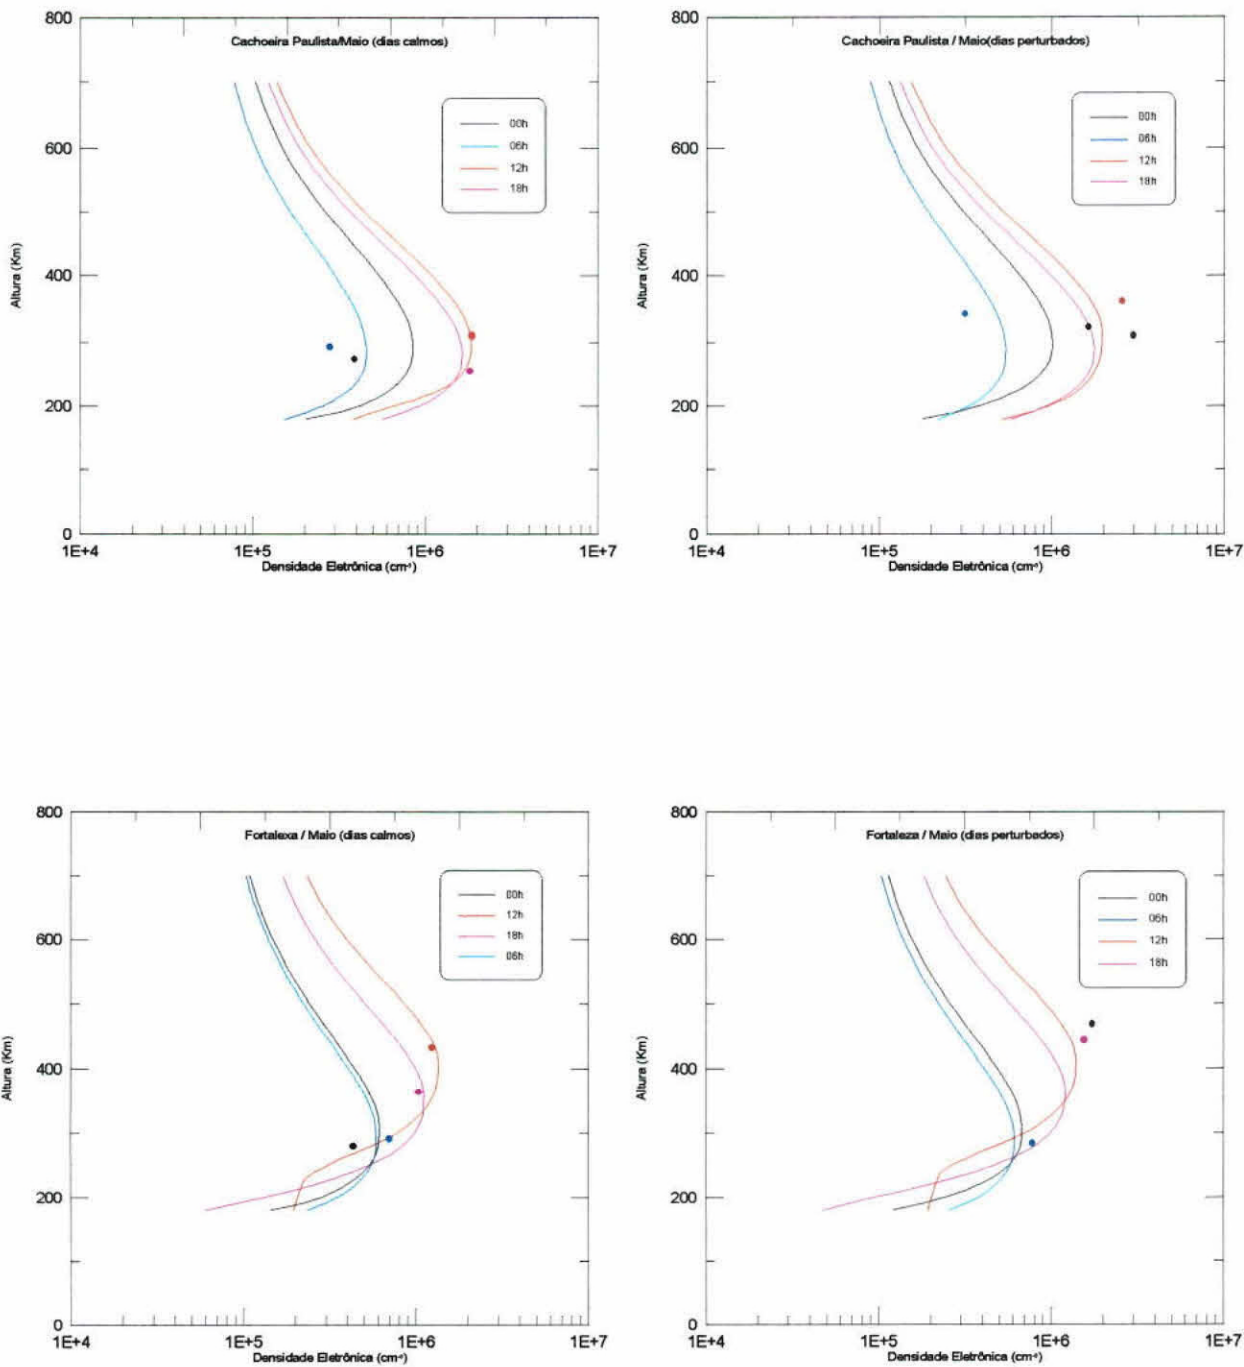 Cachoeira Paulista/Maio (dias calmos)
800
600
400
200
0
Altura (Km)
00h
06h
12h
18h
1E+4 1E+5 1E+6 1E+7
Densidade Eletrônica (cm⁻³)
Cachoeira Paulista / Maio(dias perturbados)
800
600
400
200
0
Altura (Km)
00h
06h
12h
18h
1E+4 1E+5 1E+6 1E+7
Densidade Eletrônica (cm⁻³)
Fortalexa / Maio (dias calmos)
800
600
400
200
0
Altura (Km)
00h
12h
18h
06h
1E+4 1E+5 1E+6 1E+7
Densidade Eletrônica (cm⁻³)
Fortaleza / Maio (dias perturbados)
800
600
400
200
0
Altura (Km)
00h
06h
12h
18h
1E+4 1E+5 1E+6 1E+7
Densidade Eletrônica (cm⁻³)